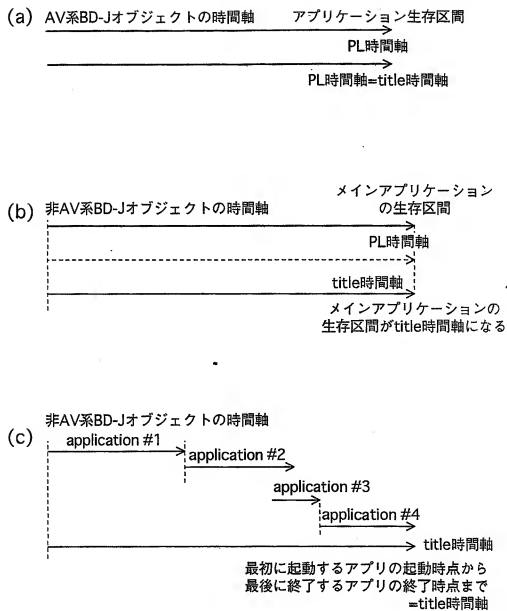 (a) AV系BD-Jオブジェクトの時間軸 アプリケーション生存区間
PL時間軸
PL時間軸=title時間軸
(b) 非AV系BD-Jオブジェクトの時間軸 メインアプリケーション
の生存区間
PL時間軸
title時間軸
メインアプリケーションの
生存区間がtitle時間軸になる
(c) 非AV系BD-Jオブジェクトの時間軸
application #1
application #2
application #3
application #4
title時間軸
最初に起動するアプリの起動時点から
最後に終了するアプリの終了時点まで
=title時間軸